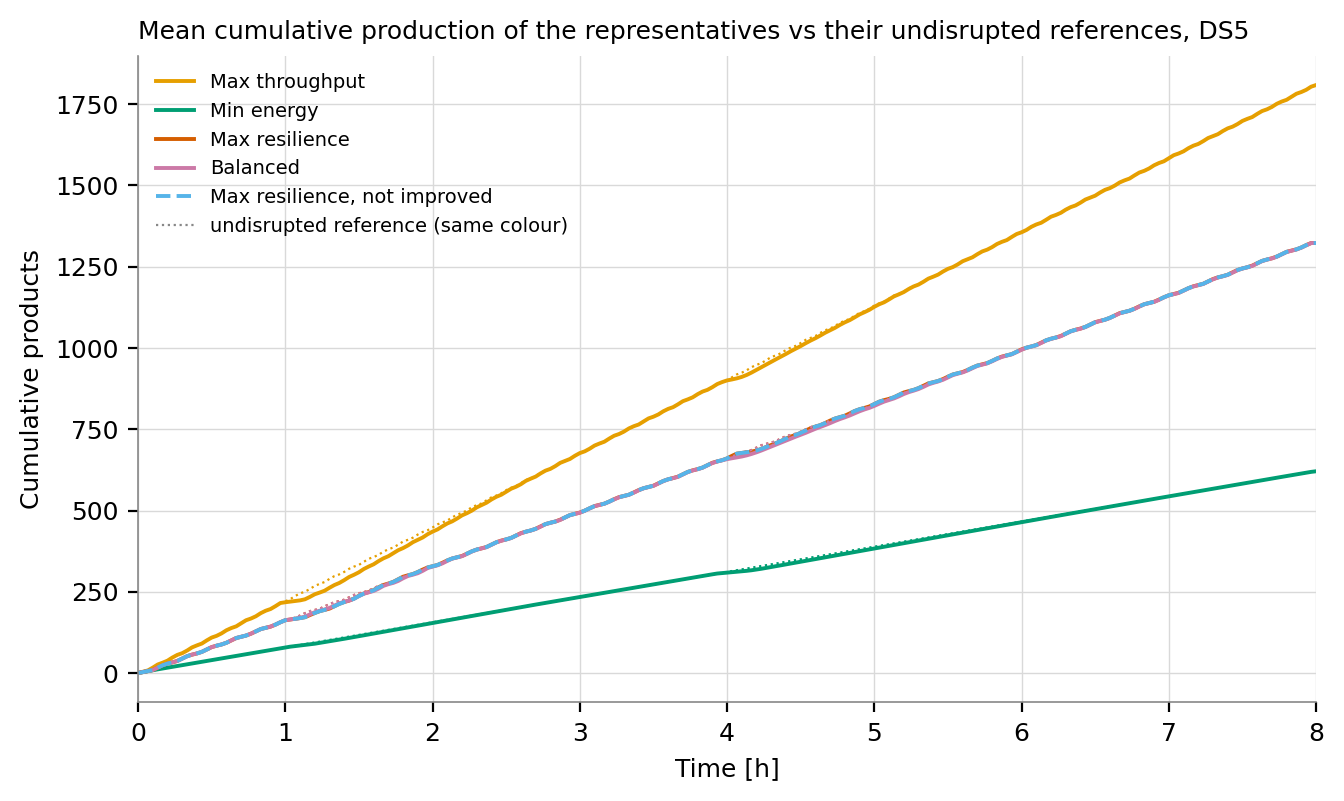 Mean cumulative production of the representatives vs their undisrupted references, DS5
Max throughput
Min energy
Max resilience
Balanced
Max resilience, not improved
undisrupted reference (same colour)
Cumulative products
1750
1500
1250
1000
750
500
250
0
0 1 2 3 4 5 6 7 8
Time [h]